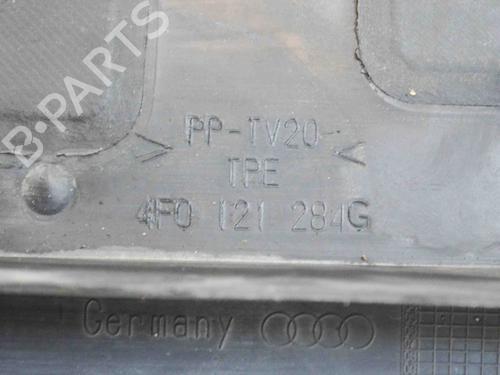 B-PARTS
> PP-TV20- <
TPE
4F0 121 284G
Germany